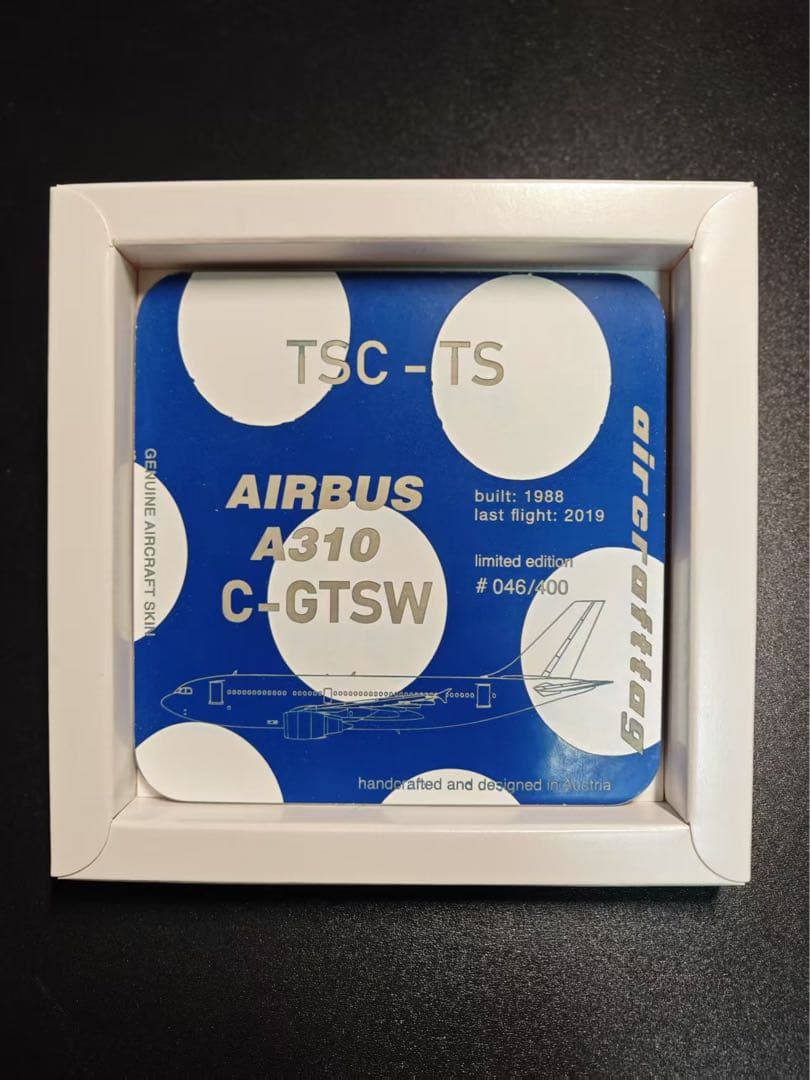 TSC - TS
AIRBUS
A310
C-GTSW
built: 1988
last flight: 2019
limited edition
# 046/400
GENUINE AIRCRAFT SKIN
aircrafttag
handcrafted and designed in Austria